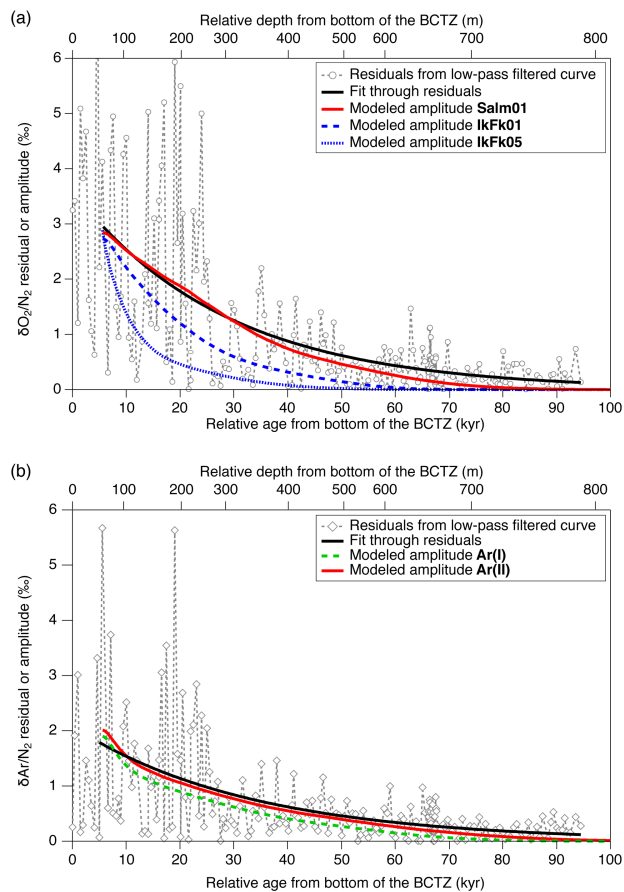 (a)
Relative depth from bottom of the BCTZ (m)
0 100 200 300 400 500 600 700 800
6
5
4
3
2
1
0
δO2/N2 residual or amplitude (‰)
Residuals from low-pass filtered curve
Fit through residuals
Modeled amplitude Salm01
Modeled amplitude IkFk01
Modeled amplitude IkFk05
0 10 20 30 40 50 60 70 80 90 100
Relative age from bottom of the BCTZ (kyr)
(b)
Relative depth from bottom of the BCTZ (m)
0 100 200 300 400 500 600 700 800
6
5
4
3
2
1
0
δAr/N2 residual or amplitude (‰)
Residuals from low-pass filtered curve
Fit through residuals
Modeled amplitude Ar(I)
Modeled amplitude Ar(II)
0 10 20 30 40 50 60 70 80 90 100
Relative age from bottom of the BCTZ (kyr)